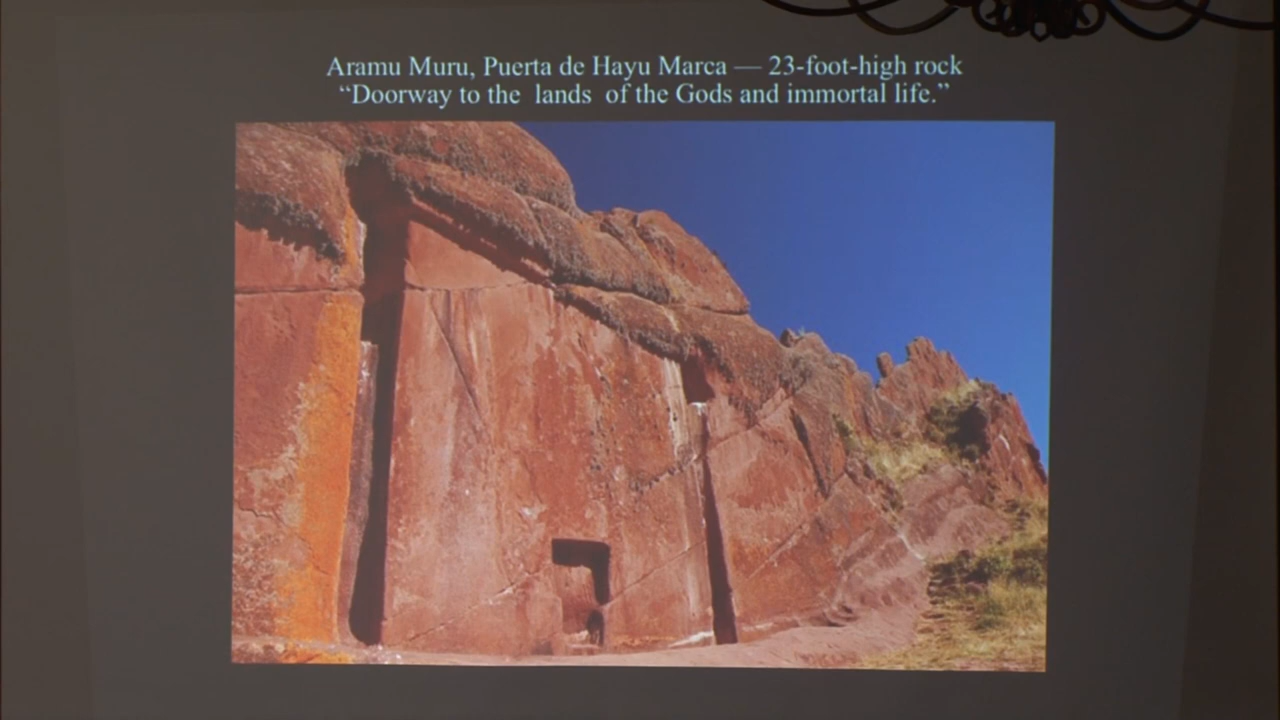 Aramu Muru, Puerta de Hayu Marca — 23-foot-high rock
“Doorway to the lands of the Gods and immortal life.”